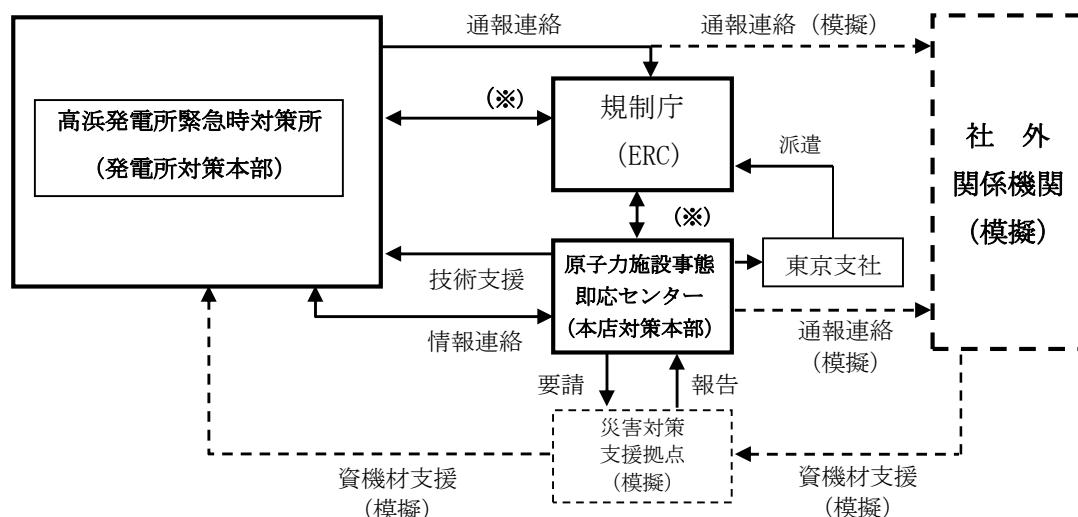 通報連絡
通報連絡（模擬）
高浜発電所緊急時対策所
（発電所対策本部）
（※）
規制庁
（ERC）
派遣
社　外
関係機関
（模擬）
（※）
技術支援
原子力施設事態
即応センター
（本店対策本部）
東京支社
情報連絡
通報連絡
（模擬）
要請
報告
災害対策
支援拠点
（模擬）
資機材支援
（模擬）
資機材支援
（模擬）